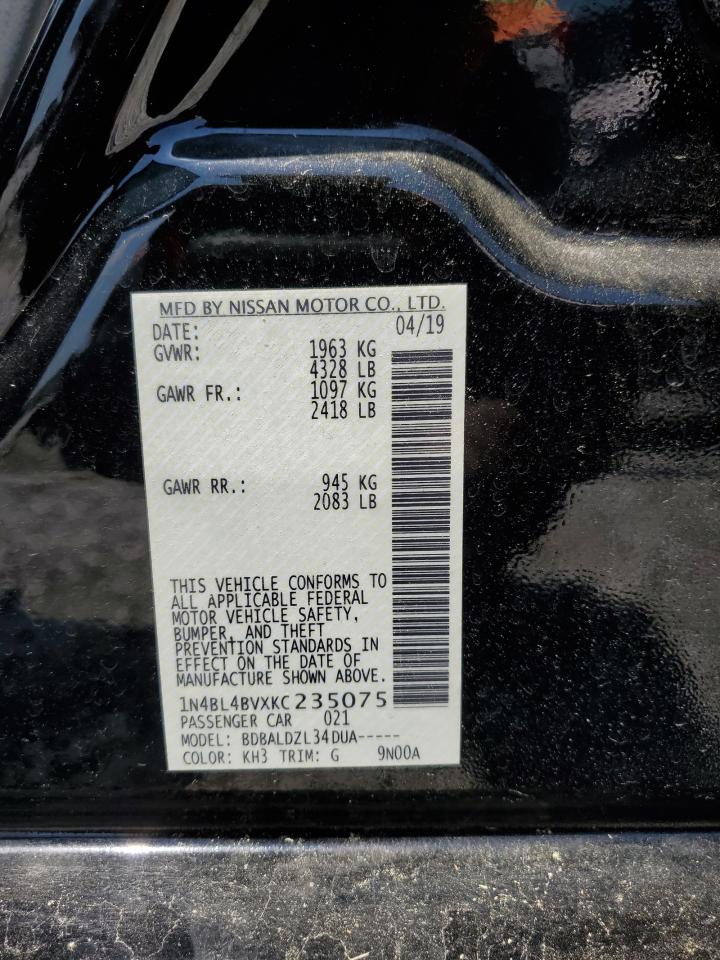 MFD BY NISSAN MOTOR CO., LTD.
DATE: 04/19
GVWR: 1963 KG
4328 LB
GAWR FR.: 1097 KG
2418 LB
GAWR RR.: 945 KG
2083 LB
THIS VEHICLE CONFORMS TO
ALL APPLICABLE FEDERAL
MOTOR VEHICLE SAFETY,
BUMPER, AND THEFT
PREVENTION STANDARDS IN
EFFECT ON THE DATE OF
MANUFACTURE SHOWN ABOVE.
1N4BL4BVXKC235075
PASSENGER CAR 021
MODEL: BDBALDZL34DUA-----
COLOR: KH3 TRIM: G 9N00A